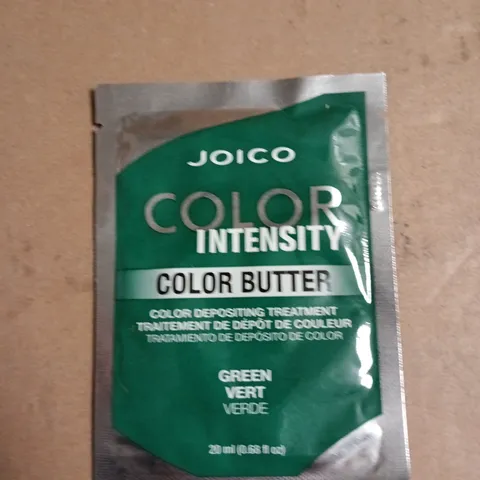 JOICO
COLOR
INTENSITY
COLOR BUTTER
COLOR DEPOSITING TREATMENT
TRAITEMENT DE DÉPÔT DE COULEUR
TRATAMIENTO DE DEPÓSITO DE COLOR
GREEN
VERT
VERDE
20 ml (0.68 fl oz)